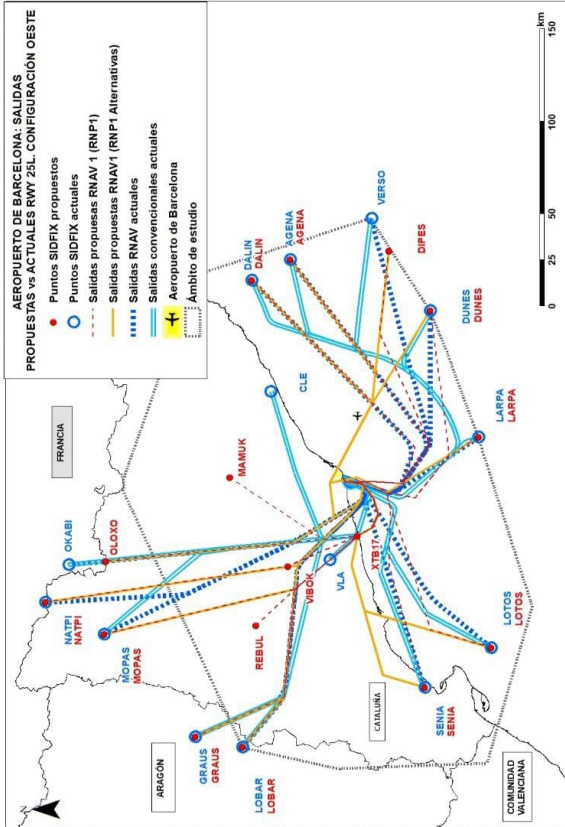 AEROPUERTO DE BARCELONA: SALIDAS
PROPUESTAS vs ACTUALES RWY 25L. CONFIGURACIÓN OESTE
Puntos SIDFIX propuestos
Puntos SIDFIX actuales
Salidas propuesas RNAV 1 (RNP1)
Salidas propuestas RNAV1 (RNP1 Alternativas)
Salidas RNAV actuales
Salidas convencionales actuales
Aeropuerto de Barcelona
Ámbito de estudio
N
FRANCIA
ARAGÓN
CATALUÑA
COMUNIDAD
VALENCIANA
OKABI
OLOXO
NATPI
NATPI
MOPAS
MOPAS
GRAUS
GRAUS
LOBAR
LOBAR
REBUL
VIBOK
MAMUK
CLE
VLA
XTB17
DALIN
DALIN
AGENA
AGENA
VERSO
DIPES
DUNES
DUNES
LARPA
LARPA
LOTOS
LOTOS
SENIA
SENIA
0
25
50
100
150
km